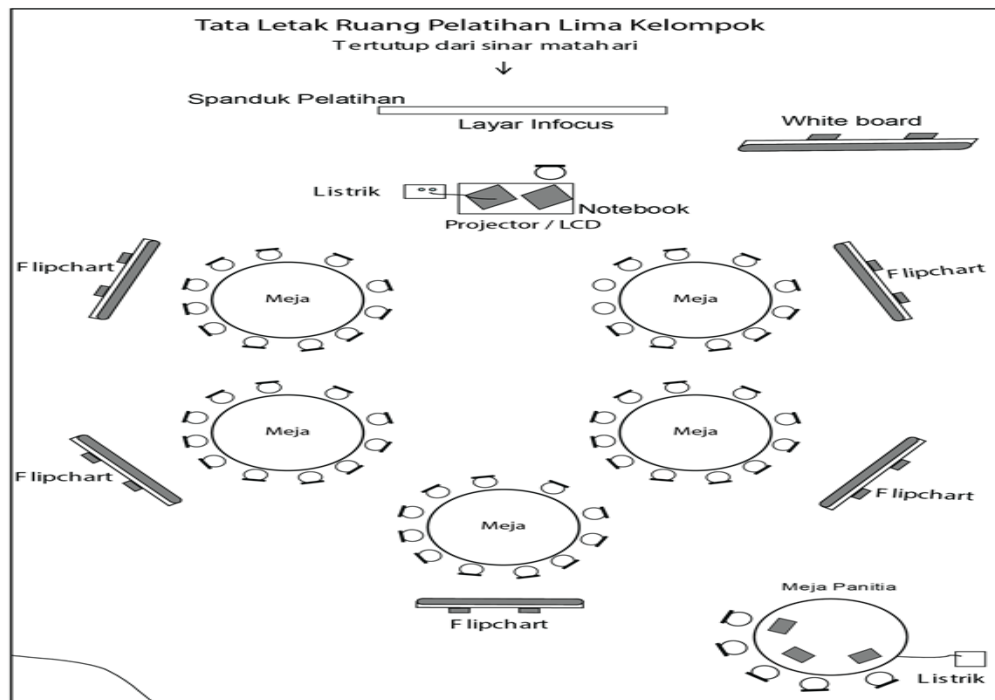 Tata Letak Ruang Pelatihan Lima Kelompok
Tertutup dari sinar matahari
Spanduk Pelatihan
Layar Infocus
White board
Listrik
Notebook
Projector / LCD
Flipchart
Meja
Meja
Flipchart
Meja
Meja
Flipchart
Flipchart
Meja
Flipchart
Meja Panitia
Listrik